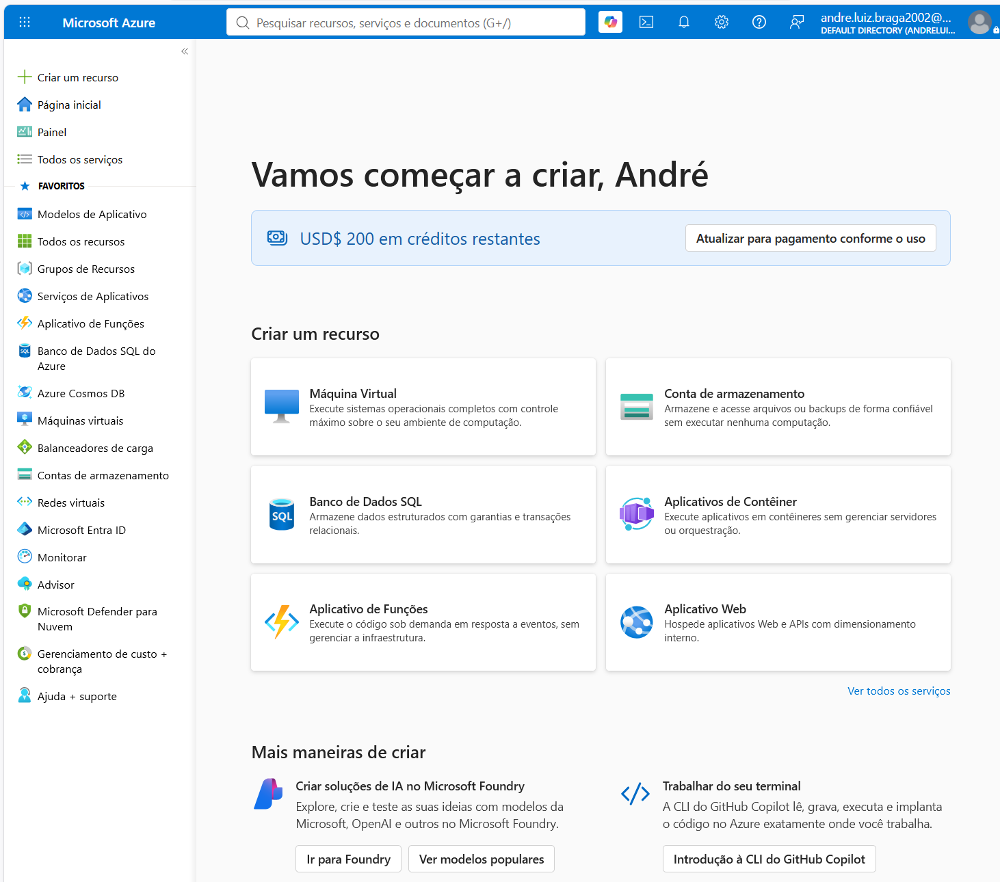 Microsoft Azure
Pesquisar recursos, serviços e documentos (G+/)
andre.luiz.braga2002@...
DEFAULT DIRECTORY (ANDRELUI...
Criar um recurso
Página inicial
Painel
Todos os serviços
FAVORITOS
Modelos de Aplicativo
Todos os recursos
Grupos de Recursos
Serviços de Aplicativos
Aplicativo de Funções
SQL
Banco de Dados SQL do
Azure
Azure Cosmos DB
Máquinas virtuais
Balanceadores de carga
Contas de armazenamento
Redes virtuais
Microsoft Entra ID
Monitorar
Advisor
Microsoft Defender para
Nuvem
Gerenciamento de custo +
cobrança
Ajuda + suporte
Vamos começar a criar, André
USD$ 200 em créditos restantes
Atualizar para pagamento conforme o uso
Criar um recurso
Máquina Virtual
Execute sistemas operacionais completos com controle
máximo sobre o seu ambiente de computação.
Conta de armazenamento
Armazene e acesse arquivos ou backups de forma confiável
sem executar nenhuma computação.
SQL
Banco de Dados SQL
Armazene dados estruturados com garantias e transações
relacionais.
Aplicativos de Contêiner
Execute aplicativos em contêineres sem gerenciar servidores
ou orquestração.
Aplicativo de Funções
Execute o código sob demanda em resposta a eventos, sem
gerenciar a infraestrutura.
Aplicativo Web
Hospede aplicativos Web e APIs com dimensionamento
interno.
Ver todos os serviços
Mais maneiras de criar
Criar soluções de IA no Microsoft Foundry
Explore, crie e teste as suas ideias com modelos da
Microsoft, OpenAI e outros no Microsoft Foundry.
Ir para Foundry
Ver modelos populares
Trabalhar do seu terminal
A CLI do GitHub Copilot lê, grava, executa e implanta
o código no Azure exatamente onde você trabalha.
Introdução à CLI do GitHub Copilot